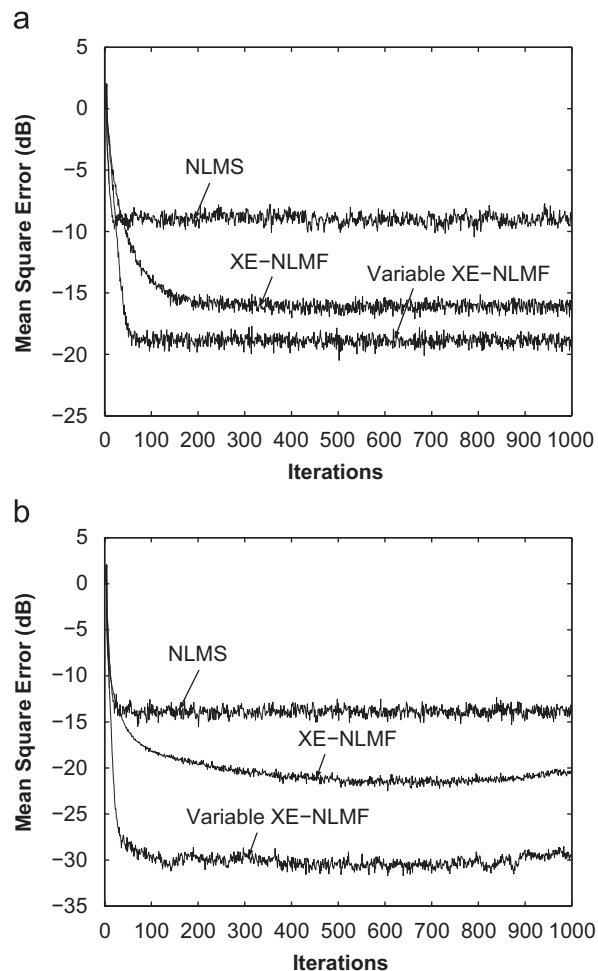 a
5
0
−5
−10
−15
−20
−25
Mean Square Error (dB)
NLMS
XE−NLMF
Variable XE−NLMF
0 100 200 300 400 500 600 700 800 900 1000
Iterations
b
5
0
−5
−10
−15
−20
−25
−30
−35
Mean Square Error (dB)
NLMS
XE−NLMF
Variable XE−NLMF
0 100 200 300 400 500 600 700 800 900 1000
Iterations